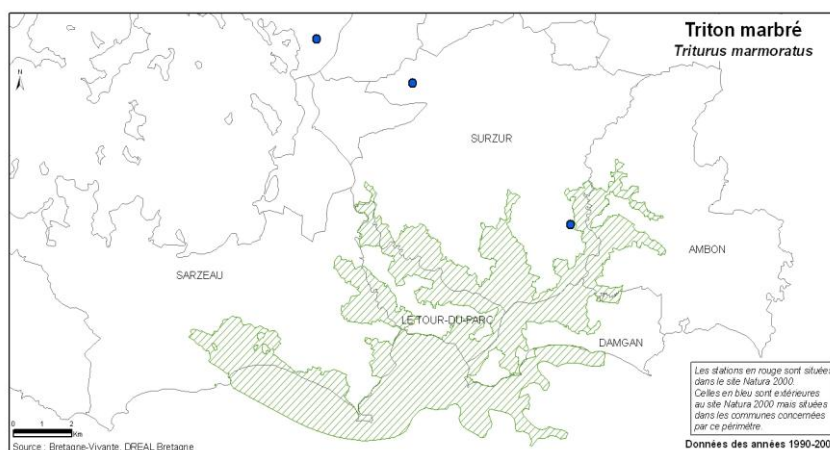 Triton marbré
Triturus marmoratus
N
SURZUR
AMBON
SARZEAU
LE TOUR-DU-PARC
DAMGAN
Les stations en rouge sont située
dans le site Natura 2000.
Celles en bleu sont extérieures
au site Natura 2000 mais situées
dans les communes concernées
par ce périmètre.
0 1 2
Km
Source : Bretagne-Vivante, DREAL Bretagne
Données des années 1990-200